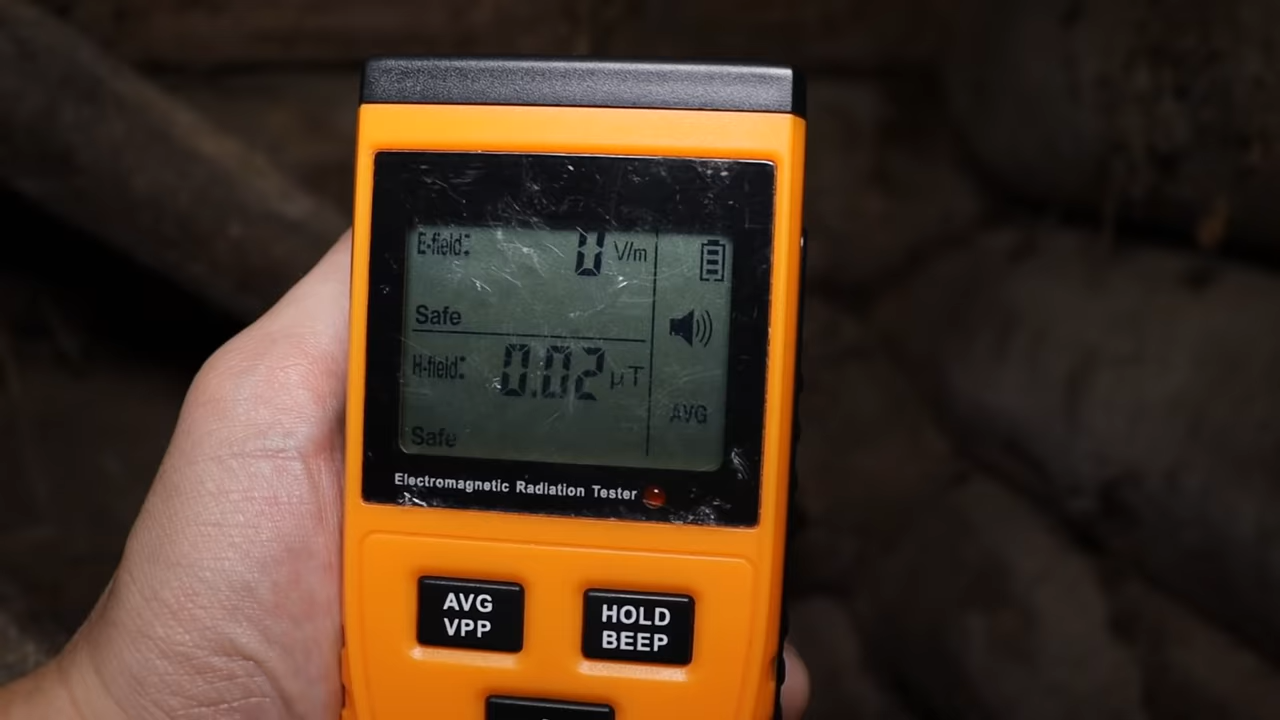 E-field: 0 V/m
Safe
H-field: 0.02 µT
AVG
Safe
Electromagnetic Radiation Tester
AVG
VPP
HOLD
BEEP